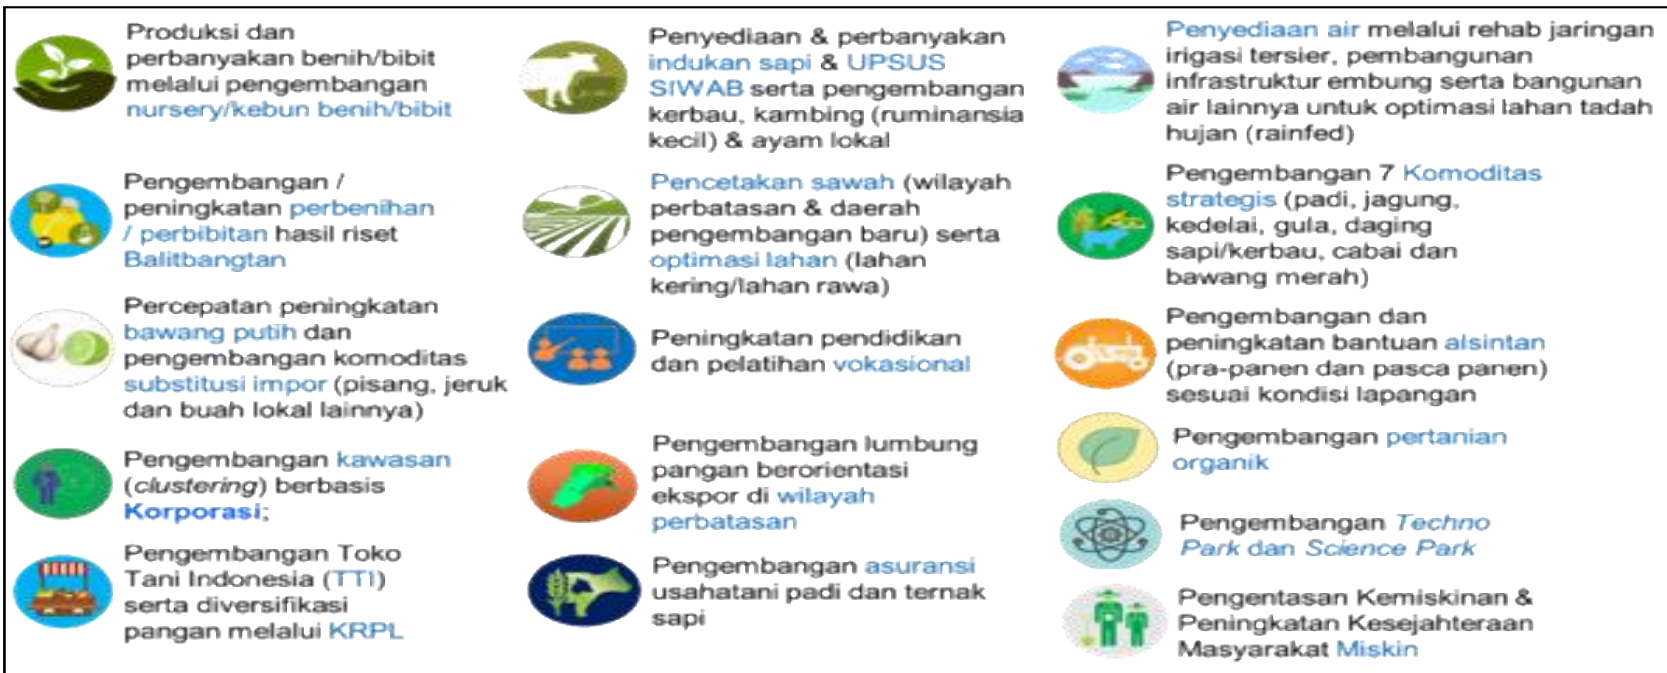 Produksi dan
perbanyakan benih/bibit
melalui pengembangan
nursery/kebun benih/bibit
Pengembangan /
peningkatan perbenihan
/ perbibitan hasil riset
Balitbangtan
Percepatan peningkatan
bawang putih dan
pengembangan komoditas
substitusi impor (pisang, jeruk
dan buah lokal lainnya)
Pengembangan kawasan
(clustering) berbasis
Korporasi;
Pengembangan Toko
Tani Indonesia (TTI)
serta diversifikasi
pangan melalui KRPL
Penyediaan & perbanyakan
indukan sapi & UPSUS
SIWAB serta pengembangan
kerbau, kambing (ruminansia
kecil) & ayam lokal
Pencetakan sawah (wilayah
perbatasan & daerah
pengembangan baru) serta
optimasi lahan (lahan
kering/lahan rawa)
Peningkatan pendidikan
dan pelatihan vokasional
Pengembangan lumbung
pangan berorientasi
ekspor di wilayah
perbatasan
Pengembangan asuransi
usahatani padi dan ternak
sapi
Penyediaan air melalui rehab jaringan
irigasi tersier, pembangunan
infrastruktur embung serta bangunan
air lainnya untuk optimasi lahan tadah
hujan (rainfed)
Pengembangan 7 Komoditas
strategis (padi, jagung,
kedelai, gula, daging
sapi/kerbau, cabai dan
bawang merah)
Pengembangan dan
peningkatan bantuan alsintan
(pra-panen dan pasca panen)
sesuai kondisi lapangan
Pengembangan pertanian
organik
Pengembangan Techno
Park dan Science Park
Pengentasan Kemiskinan &
Peningkatan Kesejahteraan
Masyarakat Miskin